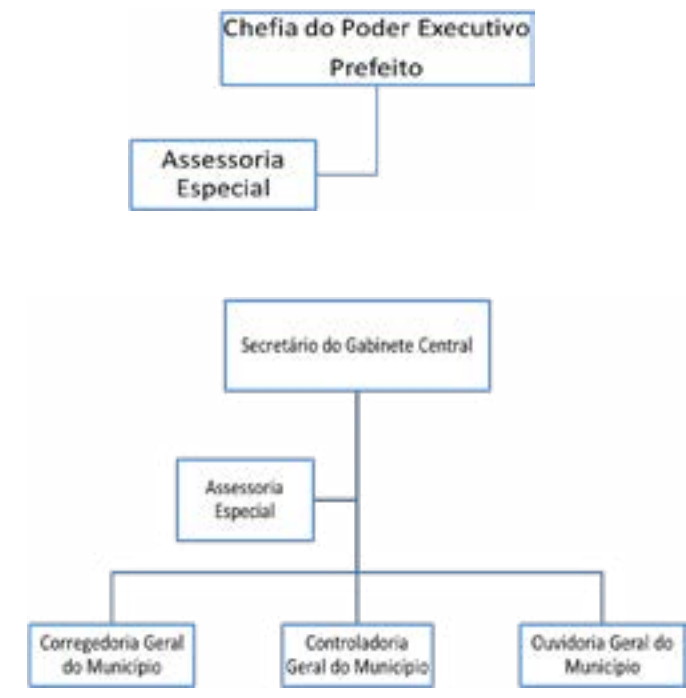 Chefia do Poder Executivo
Prefeito
Assessoria
Especial
Secretário do Gabinete Central
Assessoria
Especial
Corregedoria Geral
do Município
Controladoria
Geral do Município
Ouvidoria Geral do
Município